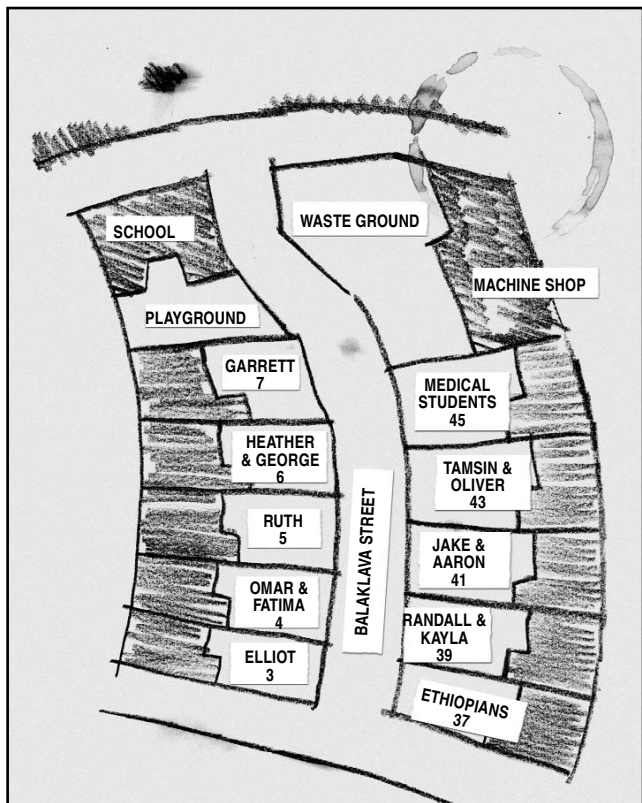 SCHOOL
WASTE GROUND
MACHINE SHOP
PLAYGROUND
GARRETT
7
MEDICAL
STUDENTS
45
HEATHER
& GEORGE
6
TAMSIN &
OLIVER
43
RUTH
5
JAKE &
AARON
41
BALAKLAVA STREET
OMAR &
FATIMA
4
RANDALL &
KAYLA
39
ELLIOT
3
ETHIOPIANS
37